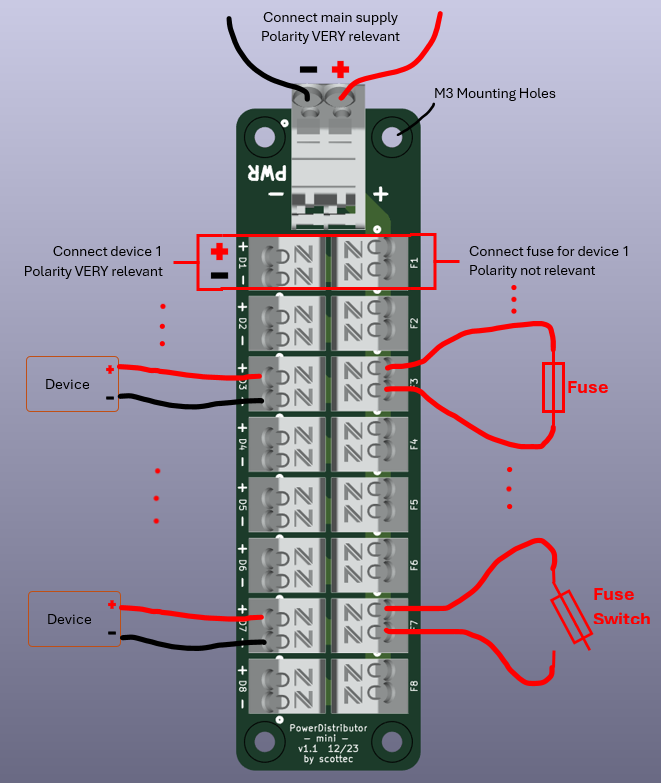 Connect main supply
Polarity VERY relevant
- +
M3 Mounting Holes
PWR
- +
Connect device 1
Polarity VERY relevant
+
-
+ D1 -
F1
Connect fuse for device 1
Polarity not relevant
+ D2 -
F2
Device
+
-
+ D3 -
F3
Fuse
+ D4 -
F4
+ D5 -
F5
+ D6 -
F6
Device
+
-
+ D7 -
F7
Fuse
Switch
+ D8 -
F8
PowerDistributor
- mini -
v1.1 12/23
by scottec